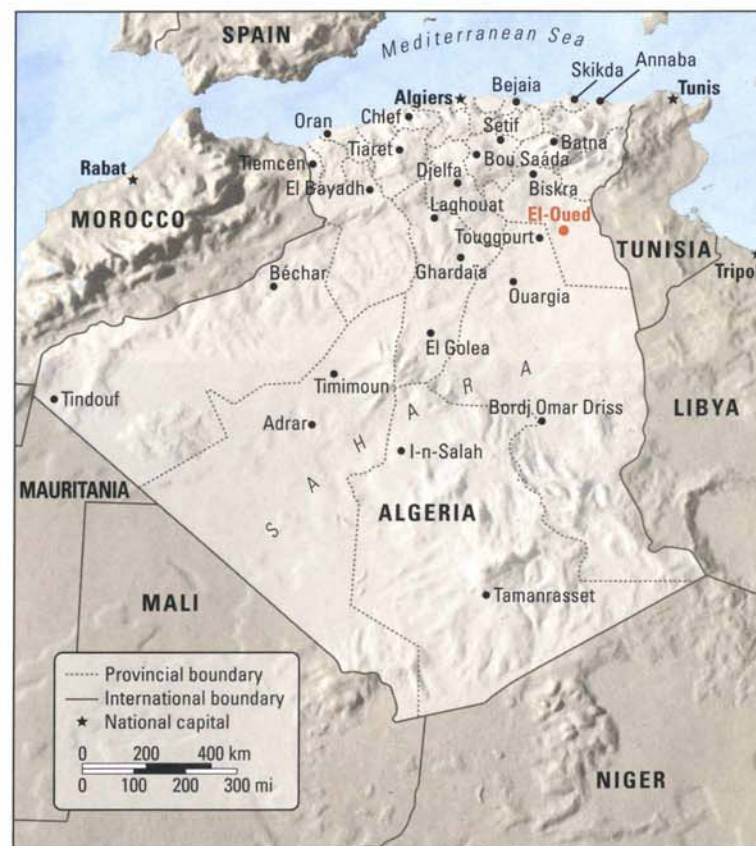 SPAIN
Mediterranean Sea
Skikda
Annaba
Algiers
Bejaia
Tunis
Oran
Chlef
Setif
Batna
Tiaret
Bou Saáda
Tiemcen
Djelfa
Biskra
Rabat
El Bayadh
Laghouat
El-Oued
MOROCCO
Touggourt
TUNISIA
Ghardaïa
Tripo
Béchar
Ouargia
El Golea
Timimoun
SAHARA
Tindouf
Bordj Omar Driss
LIBYA
Adrar
I-n-Salah
MAURITANIA
ALGERIA
MALI
Tamanrasset
Provincial boundary
International boundary
National capital
0 200 400 km
0 100 200 300 mi
NIGER